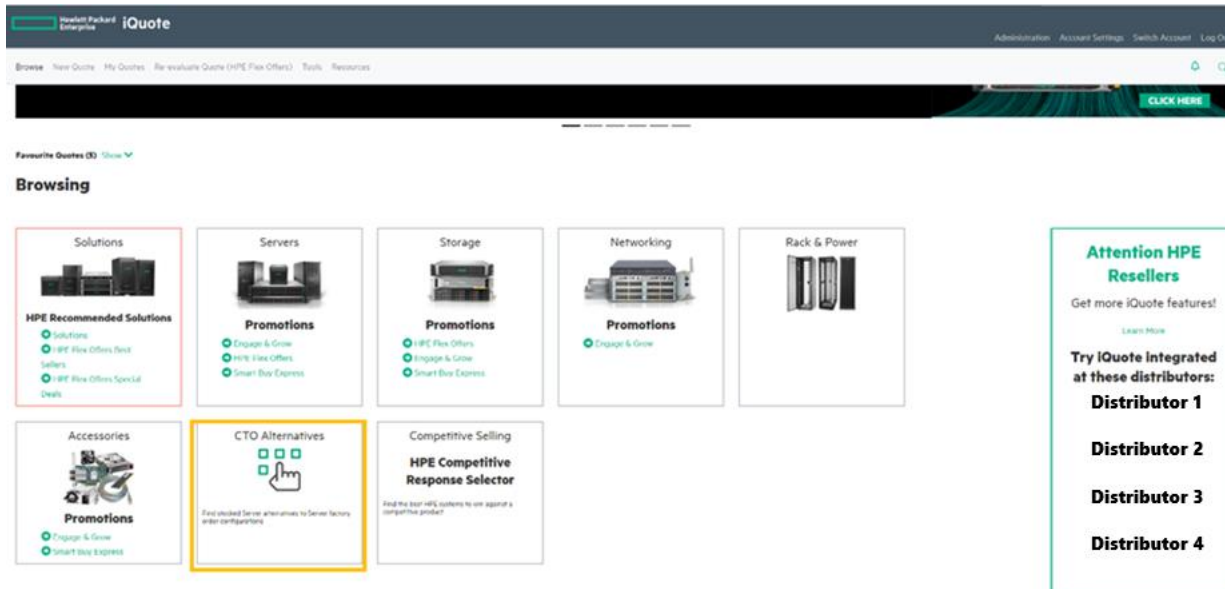 Hewlett Packard
Enterprise
iQuote
Administration Account Settings Switch Account Log
Browse New Quote My Quotes Re-evaluate Quote (HPE Flex Offers) Tools Resources
CLICK HERE
Favourite Quotes (5) Show
Browsing
Solutions
HPE Recommended Solutions
Solutions
HPE Flex Offers Best
Sellers
HPE Flex Offers Special
Deals
Servers
Promotions
Engage & Grow
HPE Flex Offers
Smart Buy Express
Storage
Promotions
HPE Flex Offers
Engage & Grow
Smart Buy Express
Networking
Promotions
Engage & Grow
Rack & Power
Accessories
Promotions
Engage & Grow
Smart Buy Express
CTO Alternatives
Find stocked Server alternatives to Server factory
order configurations
Competitive Selling
HPE Competitive
Response Selector
Find the best HPE systems to win against a
competitive product
Attention HPE
Resellers
Get more iQuote features!
Learn More
Try iQuote integrated
at these distributors:
Distributor 1
Distributor 2
Distributor 3
Distributor 4